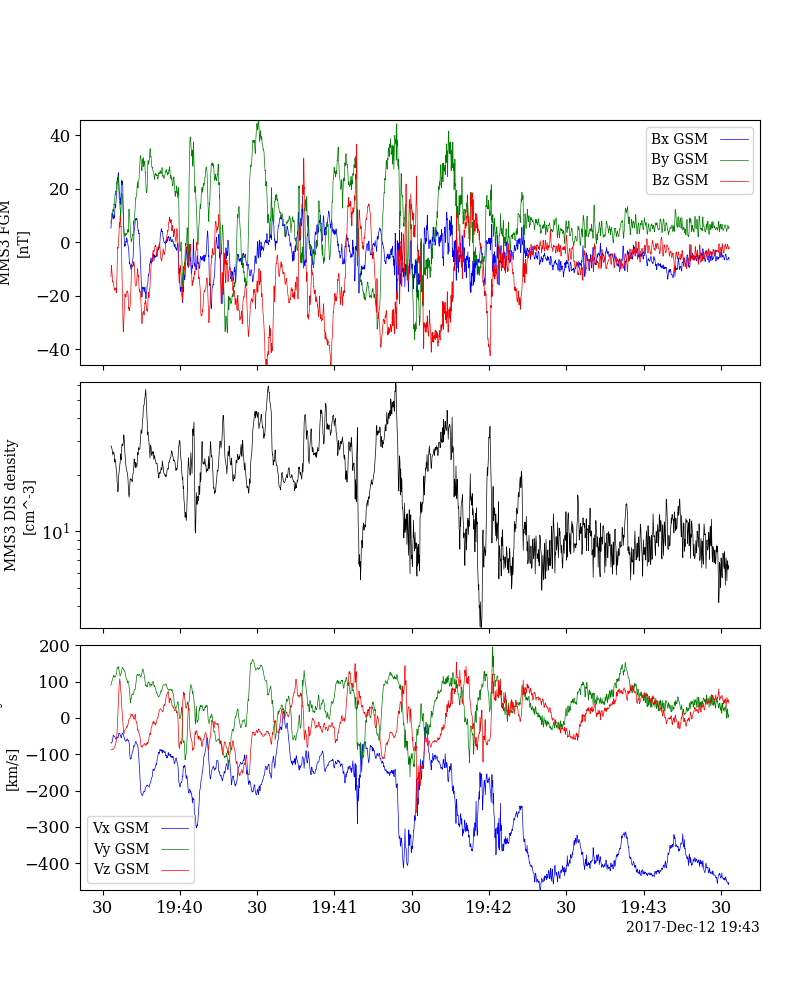 40
20
0
−20
−40
MMS3 FGM
[nT]
Bx GSM
By GSM
Bz GSM
10^1
MMS3 DIS density
[cm^-3]
200
100
0
−100
−200
−300
−400
[km/s]
Vx GSM
Vy GSM
Vz GSM
30 19:40 30 19:41 30 19:42 30 19:43 30
2017-Dec-12 19:43